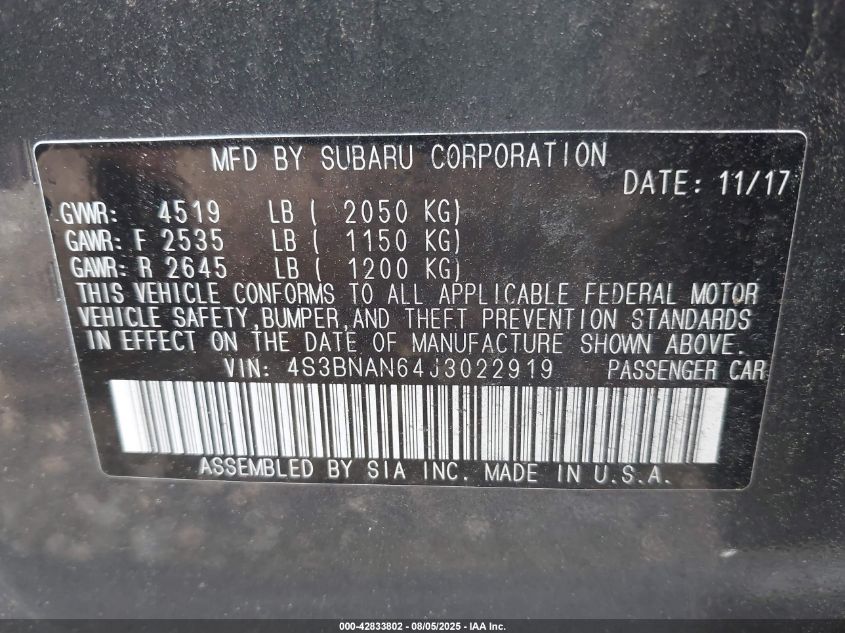 MFD BY SUBARU CORPORATION
DATE: 11/17
GVWR: 4519 LB ( 2050 KG)
GAWR: F 2535 LB ( 1150 KG)
GAWR: R 2645 LB ( 1200 KG)
THIS VEHICLE CONFORMS TO ALL APPLICABLE FEDERAL MOTOR
VEHICLE SAFETY,BUMPER,AND THEFT PREVENTION STANDARDS
IN EFFECT ON THE DATE OF MANUFACTURE SHOWN ABOVE.
VIN: 4S3BNAN64J3022919 PASSENGER CAR
ASSEMBLED BY SIA INC. MADE IN U.S.A.
000-42833802 - 08/05/2025 - IAA Inc.